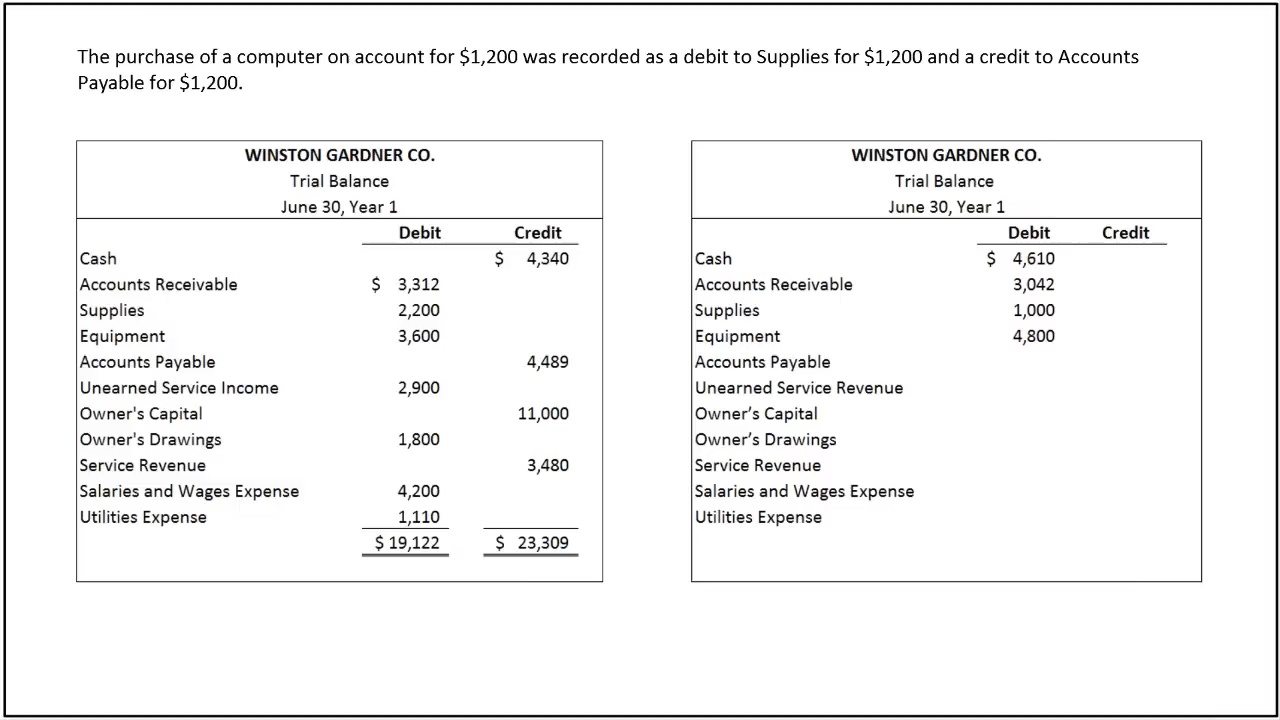 The purchase of a computer on account for $1,200 was recorded as a debit to Supplies for $1,200 and a credit to Accounts
Payable for $1,200.
WINSTON GARDNER CO.
Trial Balance
June 30, Year 1
Debit Credit
Cash $ 4,340
Accounts Receivable $ 3,312
Supplies 2,200
Equipment 3,600
Accounts Payable 4,489
Unearned Service Income 2,900
Owner's Capital 11,000
Owner's Drawings 1,800
Service Revenue 3,480
Salaries and Wages Expense 4,200
Utilities Expense 1,110
$ 19,122 $ 23,309
WINSTON GARDNER CO.
Trial Balance
June 30, Year 1
Debit Credit
Cash $ 4,610
Accounts Receivable 3,042
Supplies 1,000
Equipment 4,800
Accounts Payable
Unearned Service Revenue
Owner’s Capital
Owner’s Drawings
Service Revenue
Salaries and Wages Expense
Utilities Expense